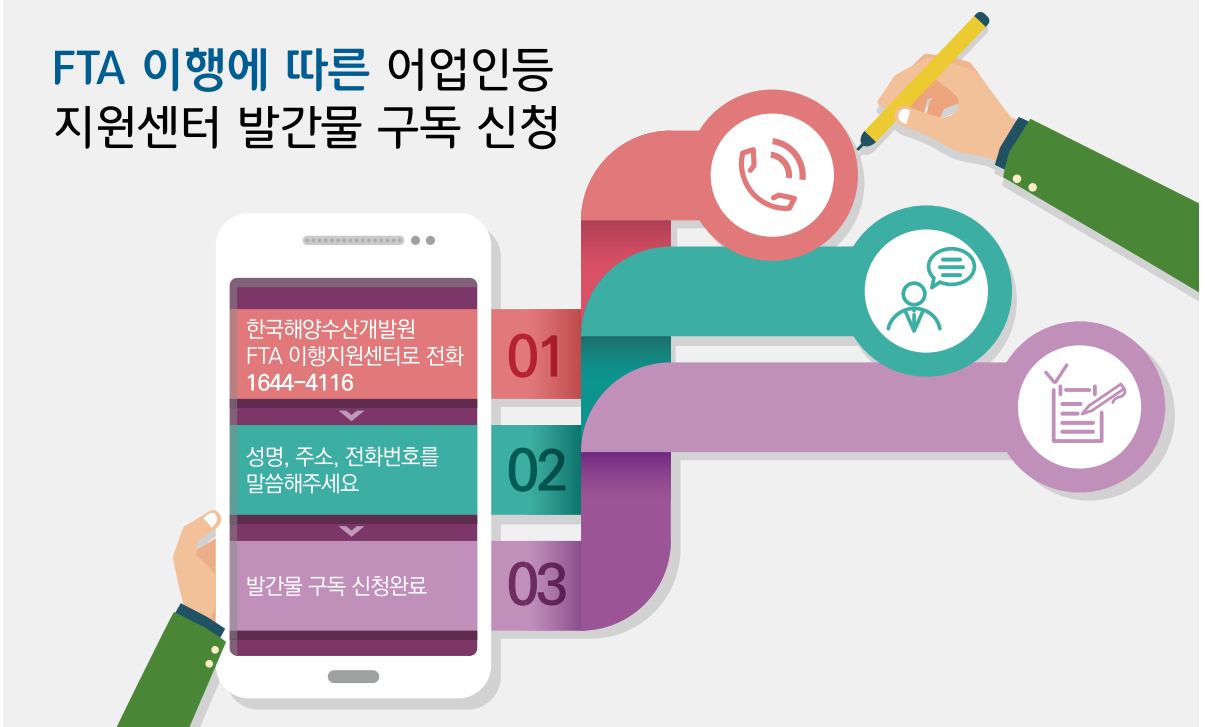 FTA 이행에 따른 어업인등
지원센터 발간물 구독 신청
한국해양수산개발원
FTA 이행지원센터로 전화
1644-4116
01
성명, 주소, 전화번호를
말씀해주세요
02
발간물 구독 신청완료
03